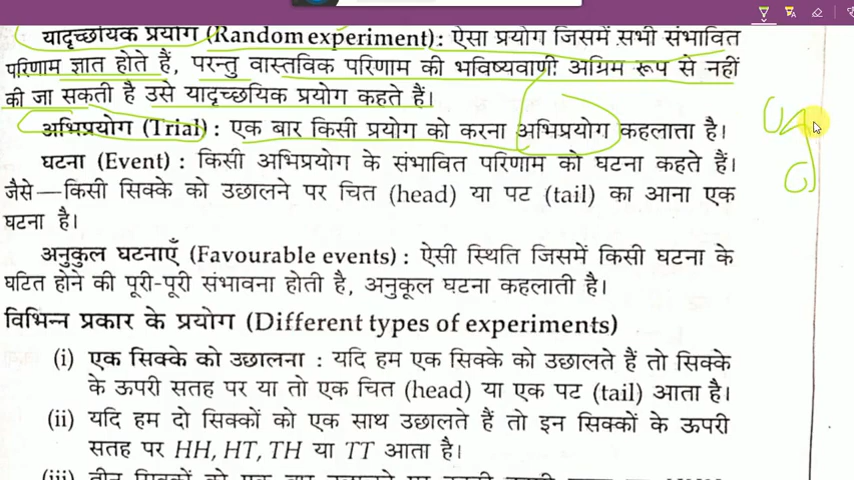 यादृच्छियक प्रयोग (Random experiment) : ऐसा प्रयोग जिसमें सभी संभावित
परिणाम ज्ञात होते हैं, परन्तु वास्तविक परिणाम की भविष्यवाणी अग्रिम रूप से नहीं
की जा सकती है उसे यादृच्छियक प्रयोग कहते हैं।
अभिप्रयोग (Trial) : एक बार किसी प्रयोग को करना अभिप्रयोग कहलाता है।
घटना (Event) : किसी अभिप्रयोग के संभावित परिणाम को घटना कहते हैं।
जैसे—किसी सिक्के को उछालने पर चित (head) या पट (tail) का आना एक
घटना है।
अनुकुल घटनाएँ (Favourable events) : ऐसी स्थिति जिसमें किसी घटना के
घटित होने की पूरी-पूरी संभावना होती है, अनुकूल घटना कहलाती है।
विभिन्न प्रकार के प्रयोग (Different types of experiments)
(i) एक सिक्के को उछालना : यदि हम एक सिक्के को उछालते हैं तो सिक्के
के ऊपरी सतह पर या तो एक चित (head) या एक पट (tail) आता है।
(ii) यदि हम दो सिक्कों को एक साथ उछालते हैं तो इन सिक्कों के ऊपरी
सतह पर HH, HT, TH या TT आता है।